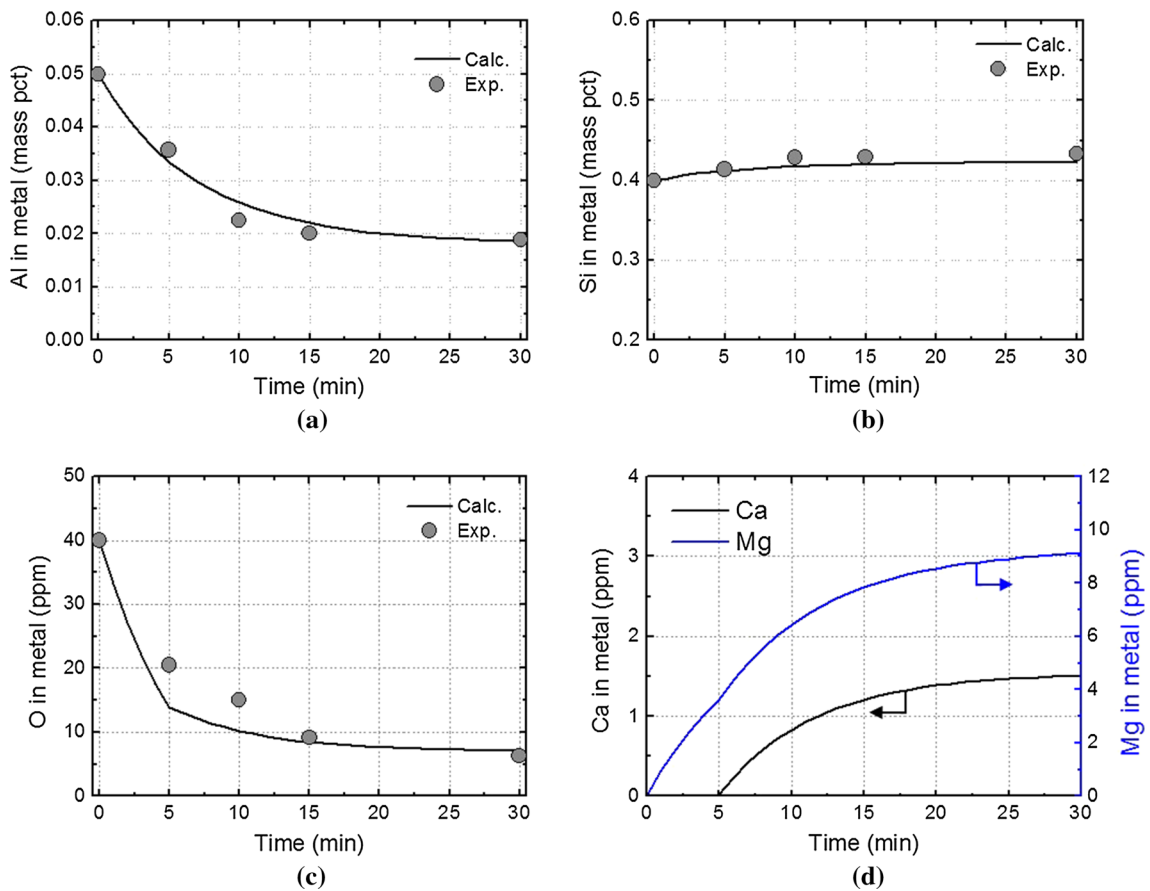 0.06
0.05
0.04
0.03
0.02
0.01
0.00
Al in metal (mass pct)
Calc.
Exp.
0 5 10 15 20 25 30
Time (min)
(a)
0.6
0.5
0.4
0.3
0.2
Si in metal (mass pct)
Calc.
Exp.
0 5 10 15 20 25 30
Time (min)
(b)
50
40
30
20
10
0
O in metal (ppm)
Calc.
Exp.
0 5 10 15 20 25 30
Time (min)
(c)
4
3
2
1
0
Ca in metal (ppm)
Ca
Mg
12
10
8
6
4
2
0
Mg in metal (ppm)
0 5 10 15 20 25 30
Time (min)
(d)